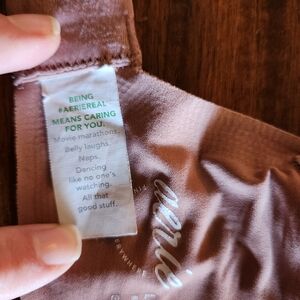 BEING
#AERIEREAL
MEANS CARING
FOR YOU.
Movie marathons.
Belly laughs.
Naps.
Dancing
like no one's
watching.
All that
good stuff.
aerie